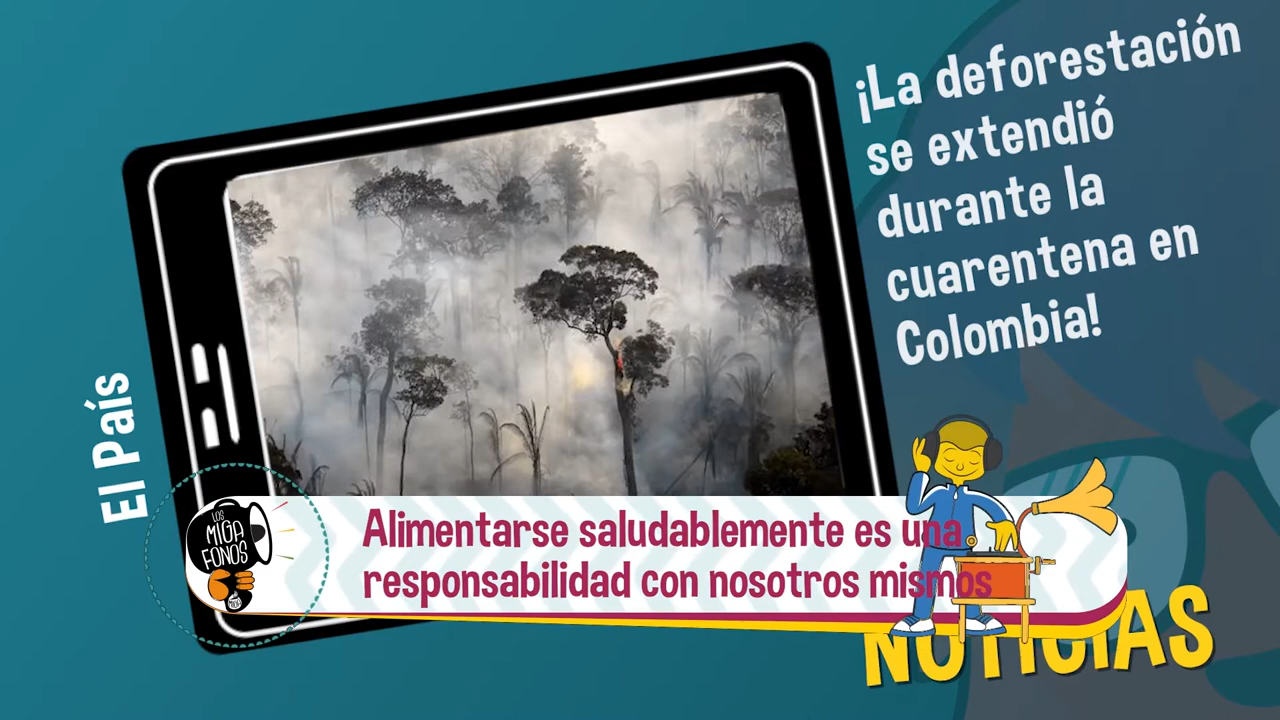 ¡La deforestación
se extendió
durante la
cuarentena en
Colombia!
El País
LOS
MIGA
FONOS
Alimentarse saludablemente es una
responsabilidad con nosotros mismos
NOTICIAS